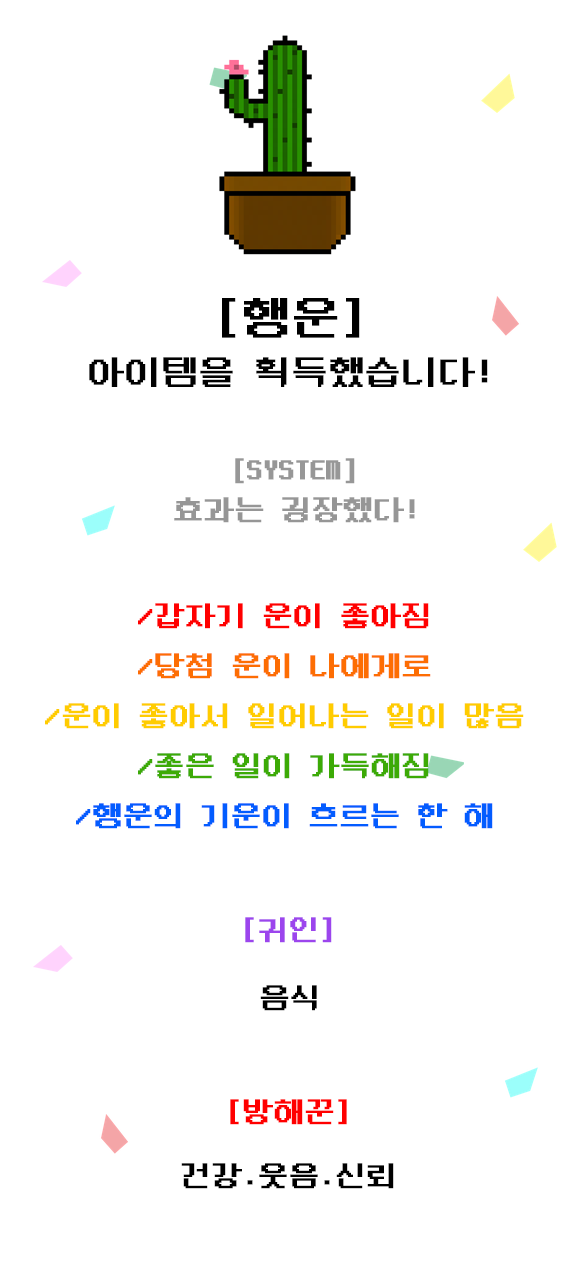 [행운]
아이템을 획득했습니다!
[SYSTEM]
효과는 굉장했다!
/갑자기 운이 좋아짐
/당첨 운이 나에게로
/운이 좋아서 일어나는 일이 많음
/좋은 일이 가득해짐
/행운의 기운이 흐르는 한 해
[귀인]
음식
[방해꾼]
건강.웃음.신뢰